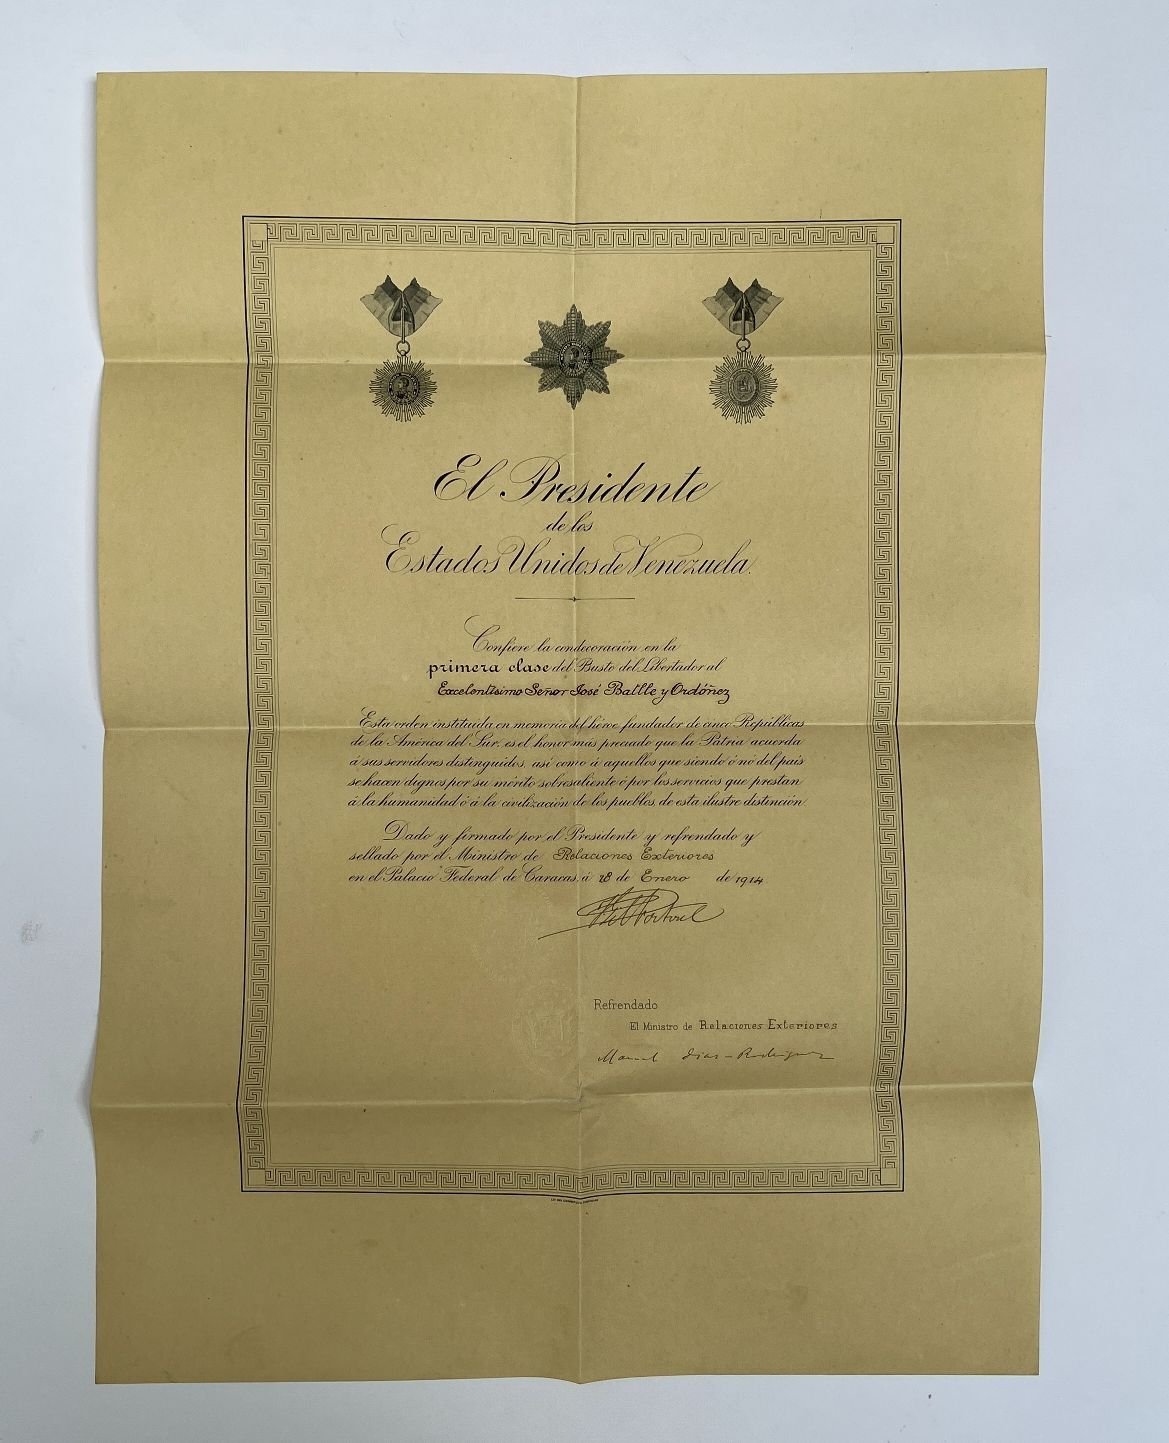 El Presidente
de los
Estados Unidos de Venezuela.
Confiere la condecoración en la
primera clase del Busto del Libertador al
Excelentísimo Señor José Batlle y Ordóñez
Esta orden instituida en memoria del héroe fundador de cinco Repúblicas
de la América del Sur, es el honor más preciado que la Pátria acuerda
á sus servidores distinguidos, así como á aquellos que siendo ó nó del país
se hacen dignos por su mérito sobresaliente ó por los servicios que prestan
á la humanidad ó á la civilización de los pueblos, de esta ilustre distinción.
Dado y firmado por el Presidente y refrendado y
sellado por el Ministro de Relaciones Exteriores
en el Palacio Federal de Caracas, á 28 de Enero de 1914
Refrendado
El Ministro de Relaciones Exteriores
Manuel Díaz-Rodríguez